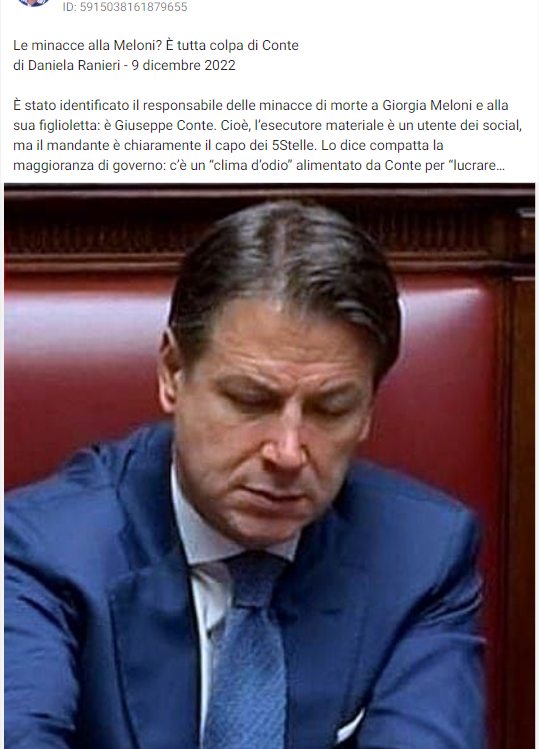 ID: 5915038161879655
Le minacce alla Meloni? È tutta colpa di Conte
di Daniela Ranieri - 9 dicembre 2022
È stato identificato il responsabile delle minacce di morte a Giorgia Meloni e alla
sua figlioletta: è Giuseppe Conte. Cioè, l'esecutore materiale è un utente dei social,
ma il mandante è chiaramente il capo dei 5Stelle. Lo dice compatta la
maggioranza di governo: c'è un “clima d'odio” alimentato da Conte per “lucrare…